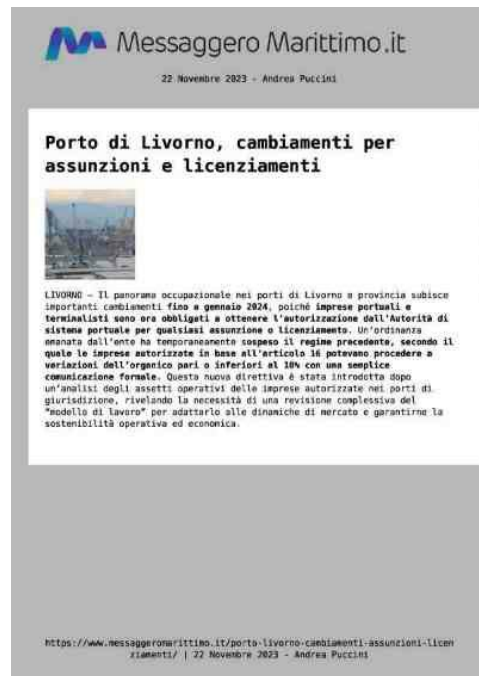 Messaggero Marittimo.it
22 Novembre 2023 - Andrea Puccini
Porto di Livorno, cambiamenti per
assunzioni e licenziamenti
LIVORNO – Il panorama occupazionale nei porti di Livorno e provincia subisce
importanti cambiamenti fino a gennaio 2024, poiché imprese portuali e
terminalisti sono ora obbligati a ottenere l'autorizzazione dall'Autorità di
sistema portuale per qualsiasi assunzione o licenziamento. Un'ordinanza
emanata dall'ente ha temporaneamente sospeso il regime precedente, secondo il
quale le imprese autorizzate in base all'articolo 16 potevano procedere a
variazioni dell'organico pari o inferiori al 10% con una semplice
comunicazione formale. Questa nuova direttiva è stata introdotta dopo
un'analisi degli assetti operativi delle imprese autorizzate nei porti di
giurisdizione, rivelando la necessità di una revisione complessiva del
"modello di lavoro" per adattarlo alle dinamiche di mercato e garantirne la
sostenibilità operativa ed economica.
https://www.messaggeromarittimo.it/porto-livorno-cambiamenti-assunzioni-licen
ziamenti/ | 22 Novembre 2023 - Andrea Puccini